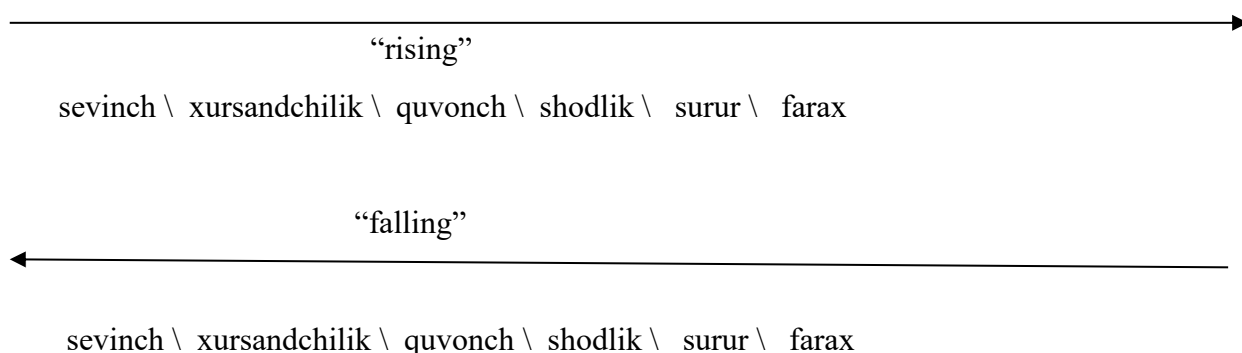 “rising”
sevinch \ xursandchilik \ quvonch \ shodlik \ surur \ farax
“falling”
sevinch \ xursandchilik \ quvonch \ shodlik \ surur \ farax